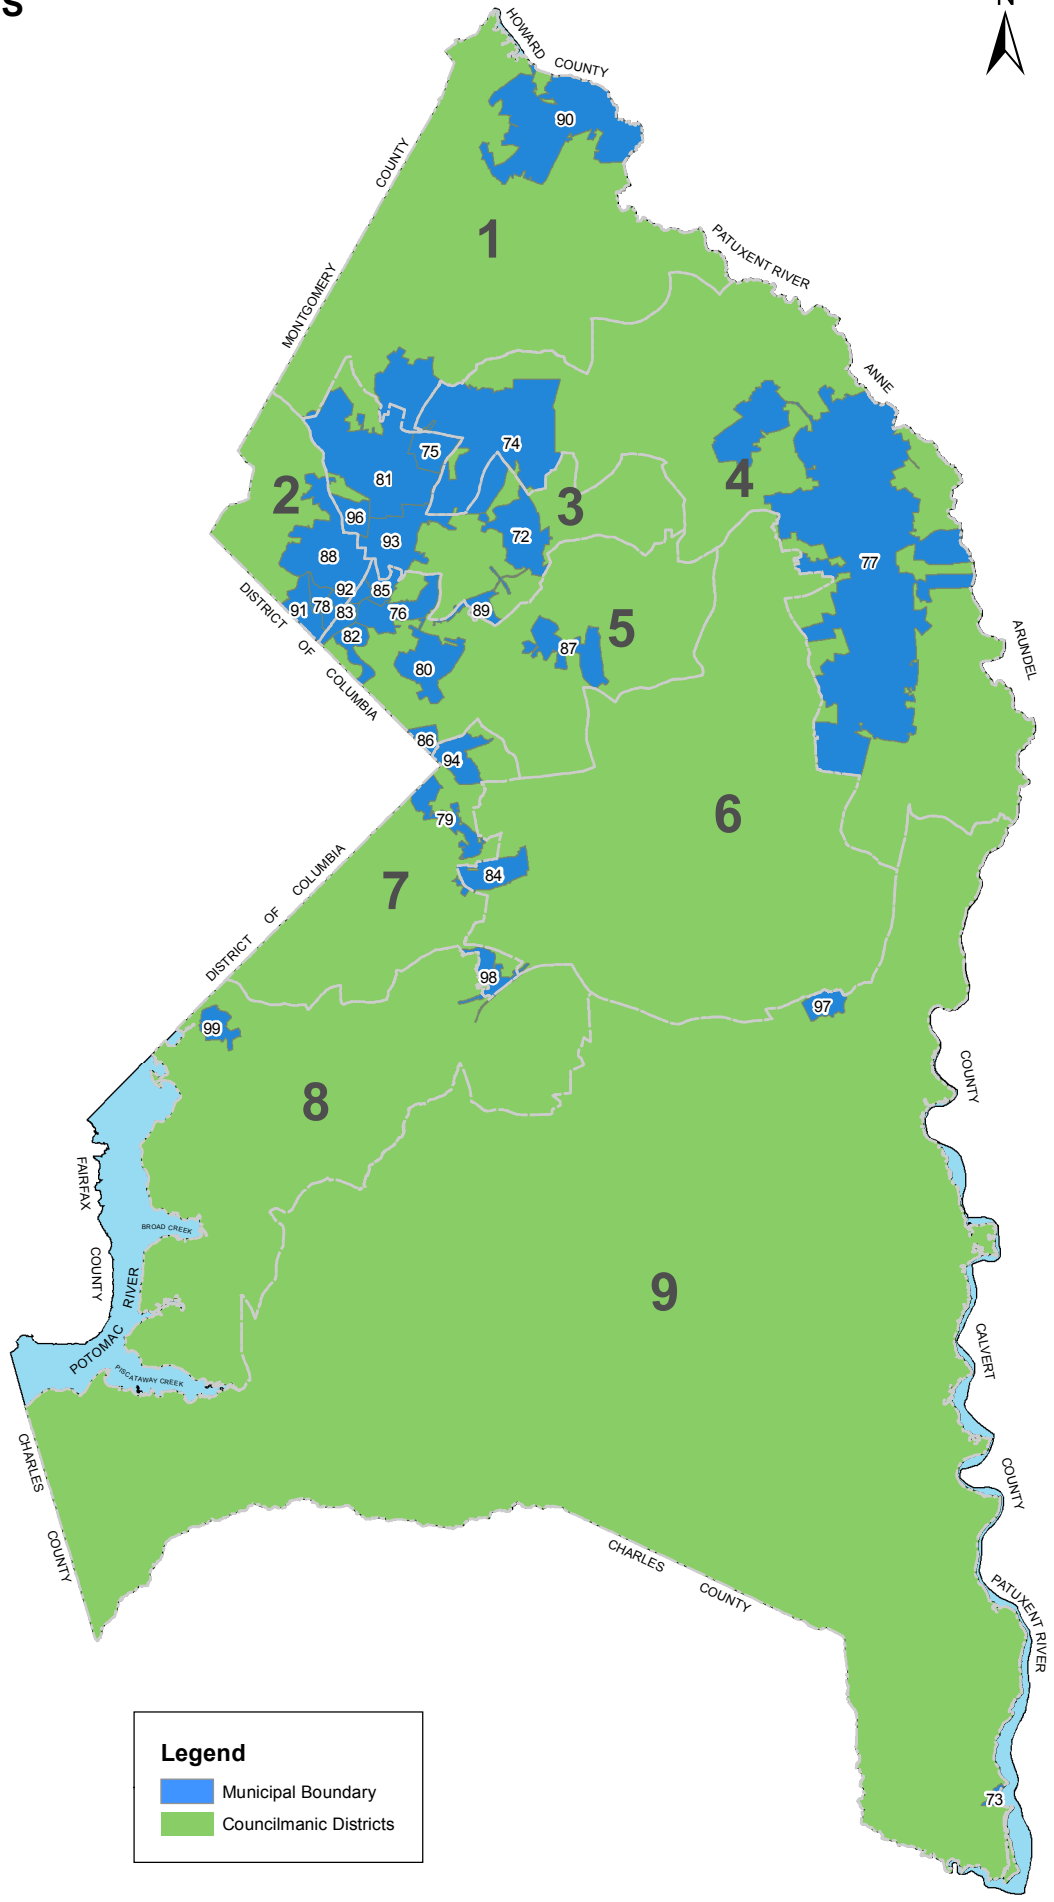 S
N
HOWARD
COUNTY
90
COUNTY
1
PATUXENT RIVER
MONTGOMERY
ANNE
75
74
81
2
3
4
96
72
93
88
77
92
85
91
78
83
76
89
DISTRICT
OF
COLUMBIA
82
87
5
80
ARUNDEL
86
94
79
6
84
7
COLUMBIA
OF
DISTRICT
98
97
99
8
COUNTY
FAIRFAX
COUNTY
BROAD CREEK
RIVER
POTOMAC
PISCATAWAY CREEK
9
CALVERT
COUNTY
CHARLES
COUNTY
CHARLES
COUNTY
PATUXENT RIVER
73
Legend
Municipal Boundary
Councilmanic Districts